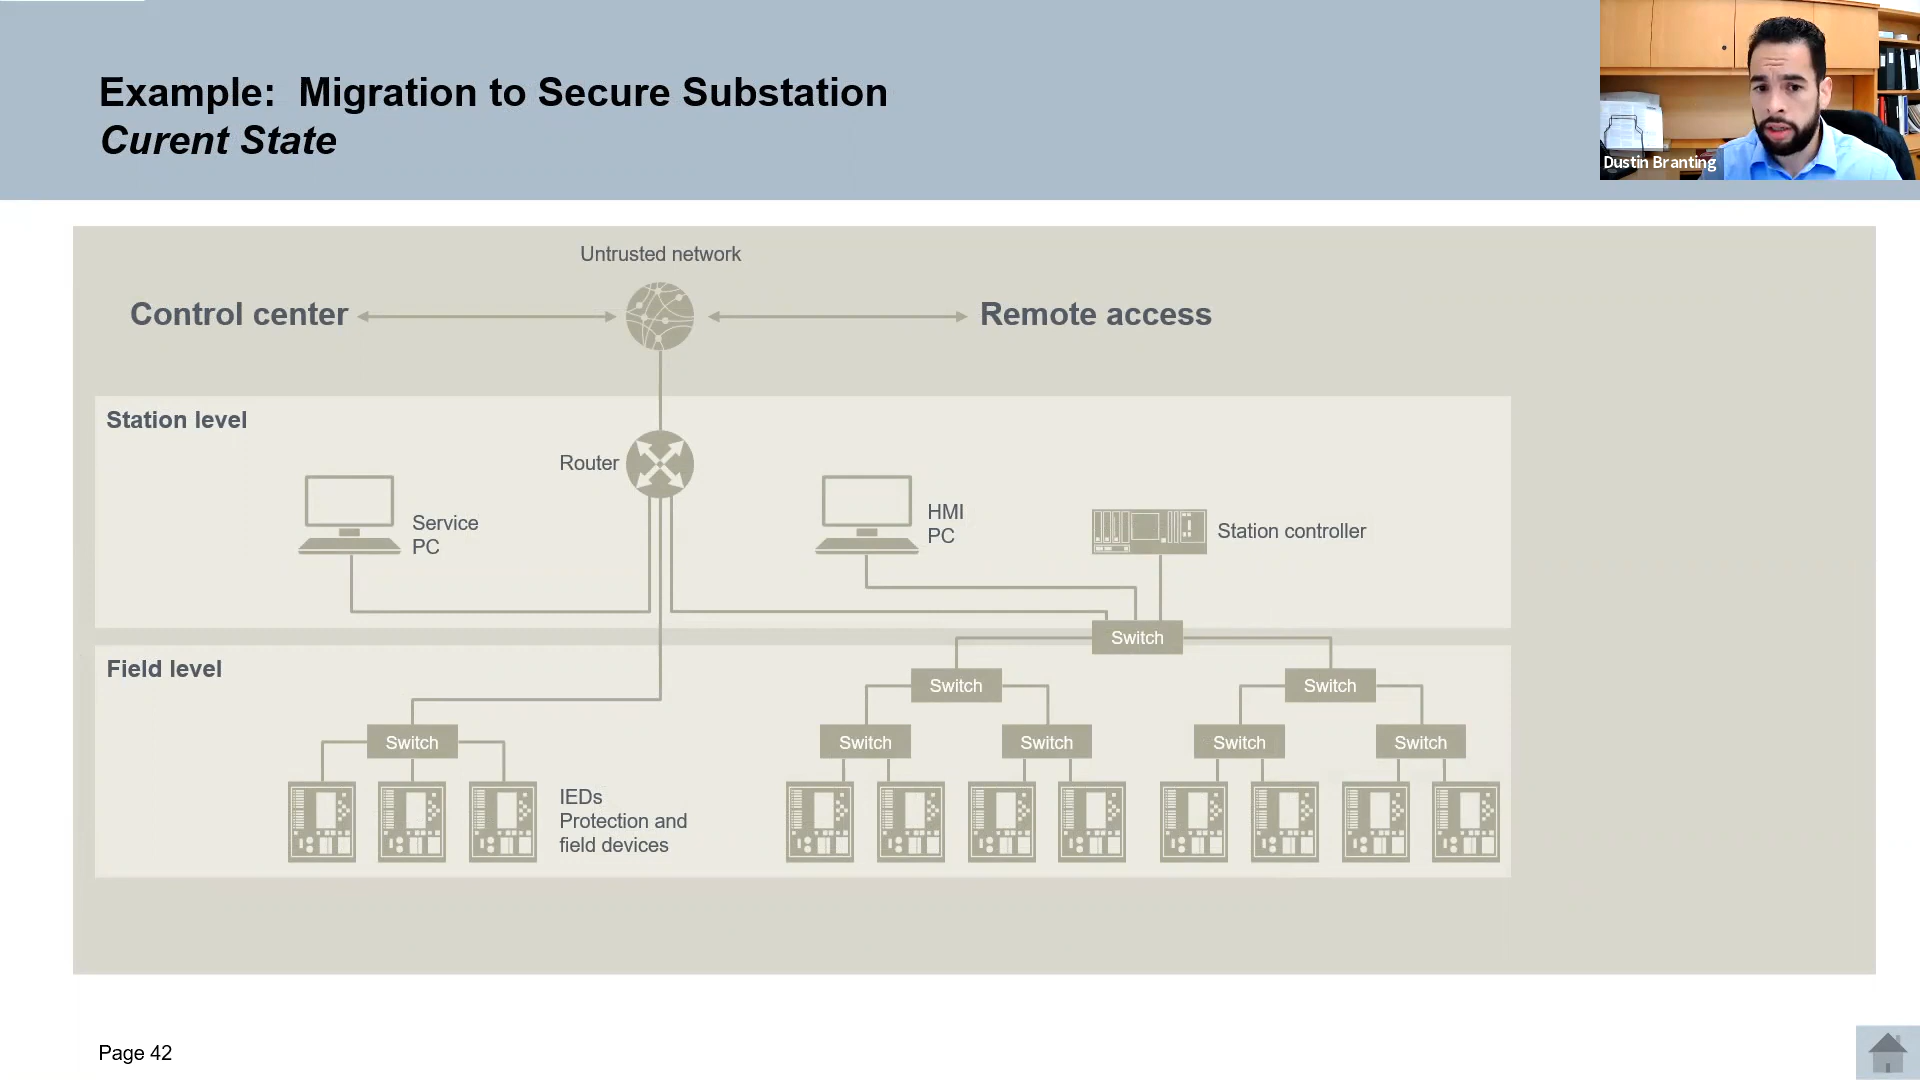 Example:  Migration to Secure Substation
Curent State
Dustin Branting
Untrusted network
Control center
Remote access
Station level
Router
Service
PC
HMI
PC
Station controller
Switch
Field level
Switch
Switch
Switch
Switch
Switch
Switch
Switch
IEDs
Protection and
field devices
Page 42